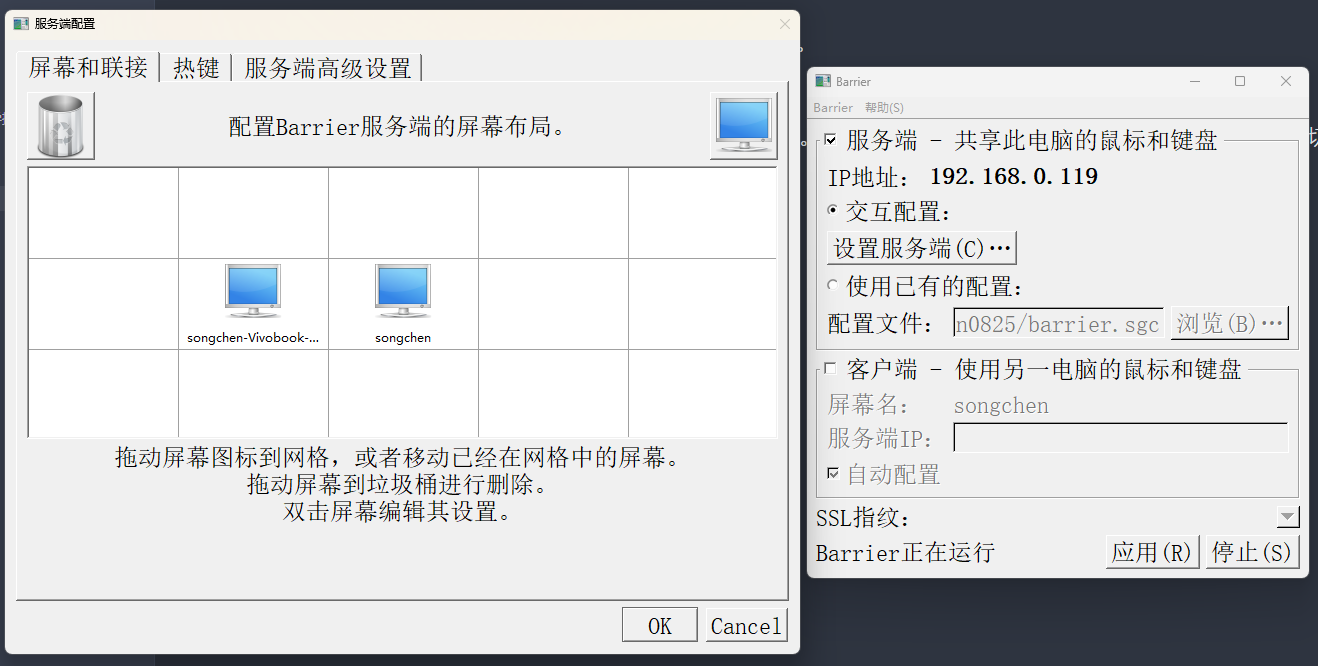 服务端配置
屏幕和联接 热键 服务端高级设置
配置Barrier服务端的屏幕布局。
songchen-Vivobook-... songchen
拖动屏幕图标到网格，或者移动已经在网格中的屏幕。
拖动屏幕到垃圾桶进行删除。
双击屏幕编辑其设置。
OK Cancel
Barrier
Barrier 帮助(S)
服务端 - 共享此电脑的鼠标和键盘
IP地址： 192.168.0.119
交互配置：
设置服务端(C)…
使用已有的配置：
配置文件： n0825/barrier.sgc 浏览(B)…
客户端 - 使用另一电脑的鼠标和键盘
屏幕名： songchen
服务端IP：
自动配置
SSL指纹：
Barrier正在运行 应用(R) 停止(S)